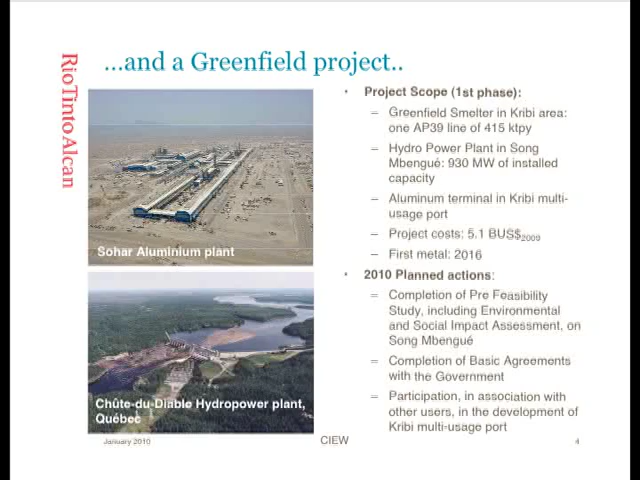 ...and a Greenfield project..
RioTintoAlcan
Sohar Aluminium plant
Chûte-du-Diable Hydropower plant,
Québec
• Project Scope (1st phase):
– Greenfield Smelter in Kribi area:
one AP39 line of 415 ktpy
– Hydro Power Plant in Song
Mbengué: 930 MW of installed
capacity
– Aluminum terminal in Kribi multi-
usage port
– Project costs: 5.1 BUS$2009
– First metal: 2016
• 2010 Planned actions:
– Completion of Pre Feasibility
Study, including Environmental
and Social Impact Assessment, on
Song Mbengué
– Completion of Basic Agreements
with the Government
– Participation, in association with
other users, in the development of
Kribi multi-usage port
January 2010
CIEW
4